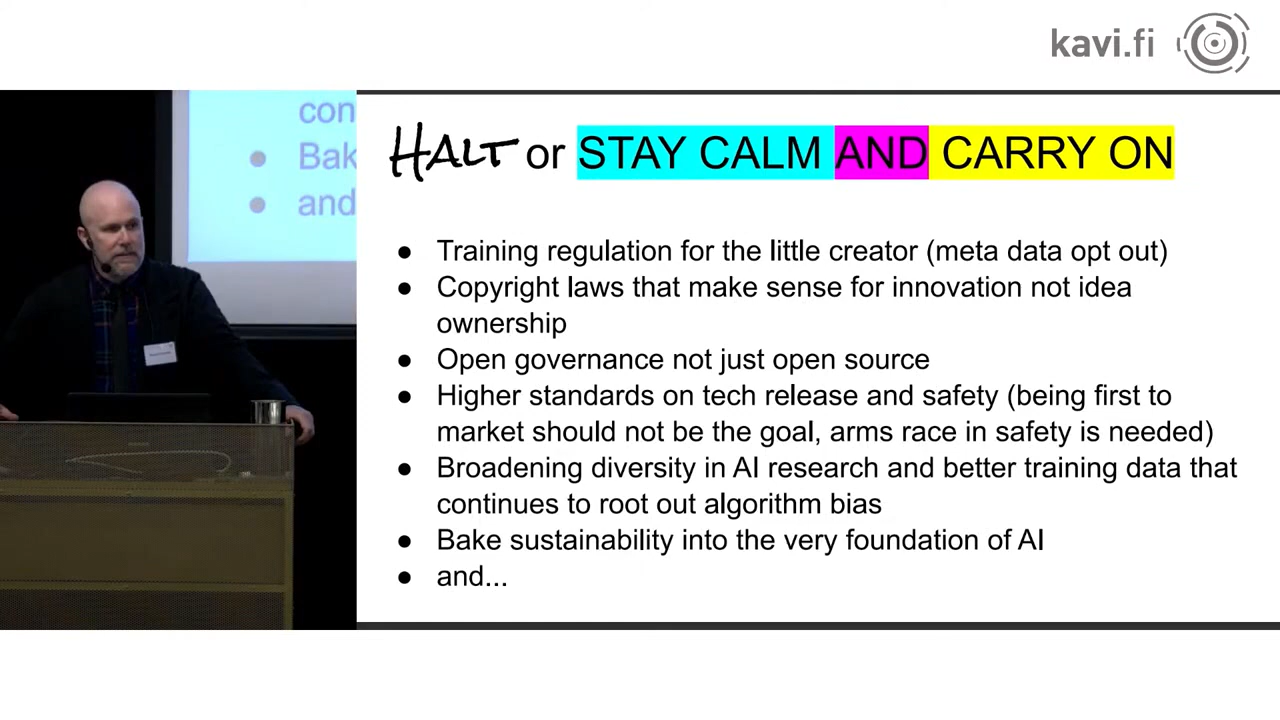 kavi.fi
con
Bak
and
HALT or STAY CALM AND CARRY ON
● Training regulation for the little creator (meta data opt out)
● Copyright laws that make sense for innovation not idea
ownership
● Open governance not just open source
● Higher standards on tech release and safety (being first to
market should not be the goal, arms race in safety is needed)
● Broadening diversity in AI research and better training data that
continues to root out algorithm bias
● Bake sustainability into the very foundation of AI
● and...